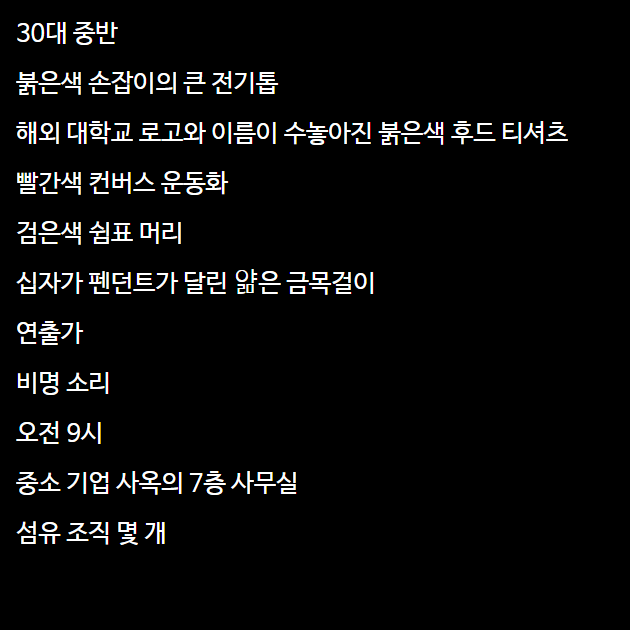 30대 중반
붉은색 손잡이의 큰 전기톱
해외 대학교 로고와 이름이 수놓아진 붉은색 후드 티셔츠
빨간색 컨버스 운동화
검은색 쉼표 머리
십자가 펜던트가 달린 얇은 금목걸이
연출가
비명 소리
오전 9시
중소 기업 사옥의 7층 사무실
섬유 조직 몇 개